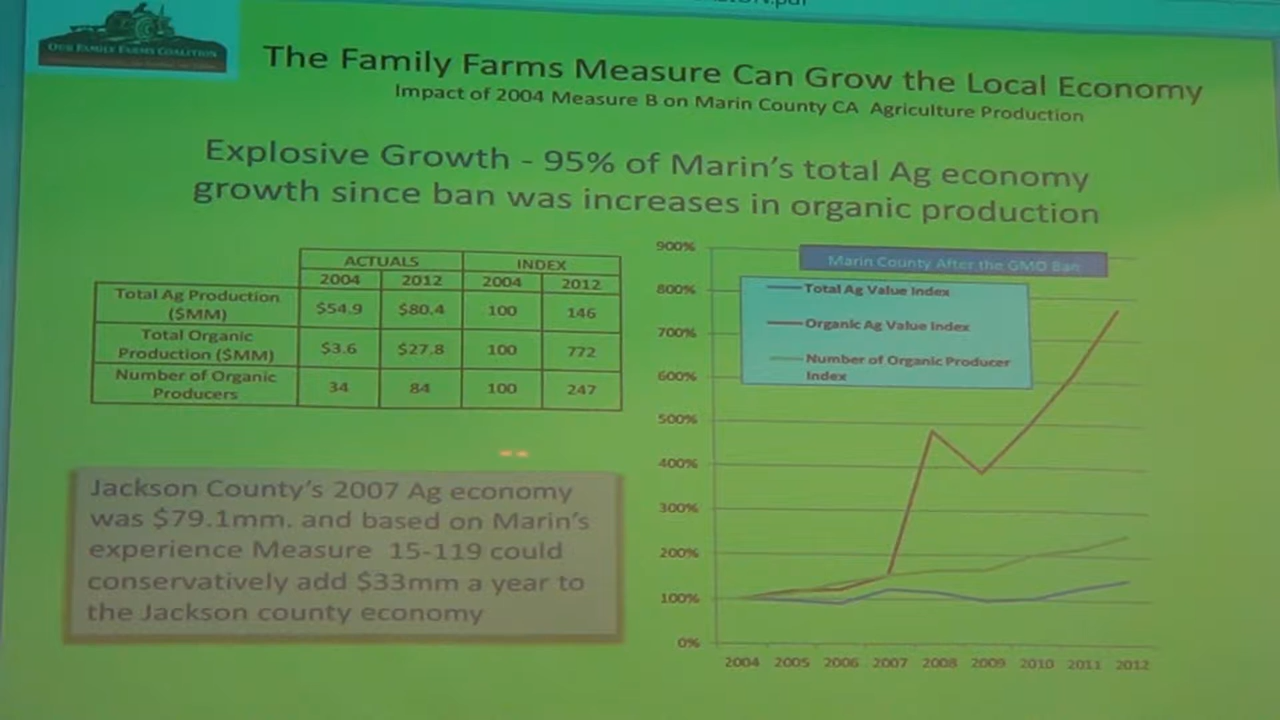 OUR FAMILY FARMS COALITION
The Family Farms Measure Can Grow the Local Economy
Impact of 2004 Measure B on Marin County CA Agriculture Production
Explosive Growth - 95% of Marin's total Ag economy
growth since ban was increases in organic production
ACTUALS INDEX
2004 2012 2004 2012
Total Ag Production
($MM) $54.9 $80.4 100 146
Total Organic
Production ($MM) $3.6 $27.8 100 772
Number of Organic
Producers 34 84 100 247
Jackson County's 2007 Ag economy
was $79.1mm. and based on Marin's
experience Measure 15-119 could
conservatively add $33mm a year to
the Jackson county economy
Marin County After the GMO Ban
Total Ag Value Index
Organic Ag Value Index
Number of Organic Producer
Index
900%
800%
700%
600%
500%
400%
300%
200%
100%
0%
2004 2005 2006 2007 2008 2009 2010 2011 2012